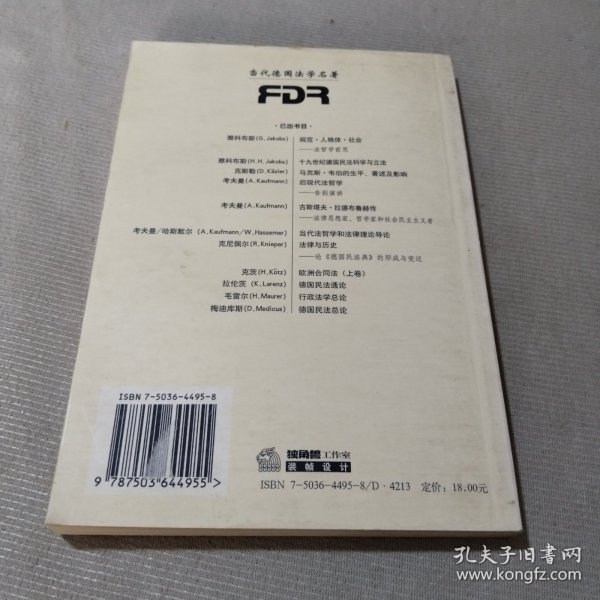 当代德国法学名著
FDR
·已出书目·
雅科布斯(G.Jakobs) 规范·人格体·社会
——法哲学前思
雅科布斯(H.H.Jakobs) 十九世纪德国民法科学与立法
克斯勒(D.Käsler) 马克斯·韦伯的生平、著述及影响
考夫曼(A.Kaufmann) 后现代法哲学
——告别演讲
考夫曼(A.Kaufmann) 古斯塔夫·拉德布鲁赫传
——法律思想家、哲学家和社会民主主义者
考夫曼/哈斯默尔(A.Kaufmann/W.Hassemer) 当代法哲学和法律理论导论
克尼佩尔(R.Knieper) 法律与历史
——论《德国民法典》的形成与变迁
克茨(H.Kötz) 欧洲合同法(上卷)
拉伦茨(K.Larenz) 德国民法通论
毛雷尔(H.Maurer) 行政法学总论
梅迪库斯(D.Medicus) 德国民法总论
ISBN 7-5036-4495-8
9 787503 644955 >
独角兽工作室
装帧设计
ISBN 7-5036-4495-8/D·4213 定价:18.00元
孔夫子旧书网
www.kongfz.com